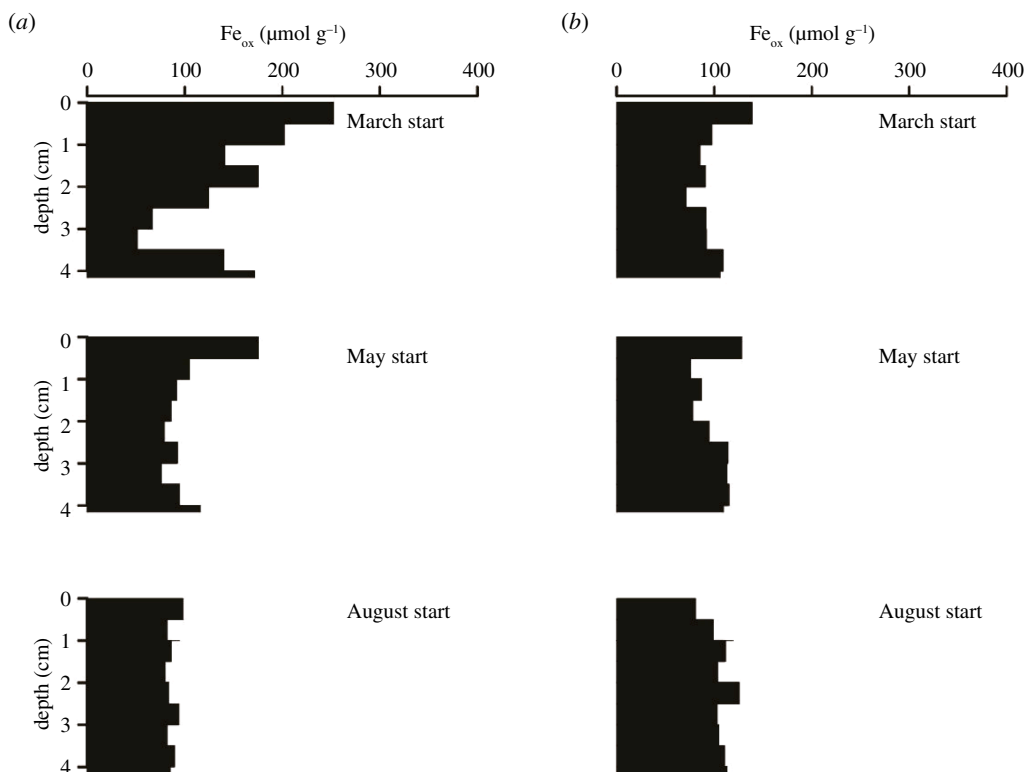 (a)
Fe_ox (µmol g⁻¹)
0 100 200 300 400
depth (cm)
0
1
2
3
4
March start
depth (cm)
0
1
2
3
4
May start
depth (cm)
0
1
2
3
4
August start
(b)
Fe_ox (µmol g⁻¹)
0 100 200 300 400
March start
May start
August start